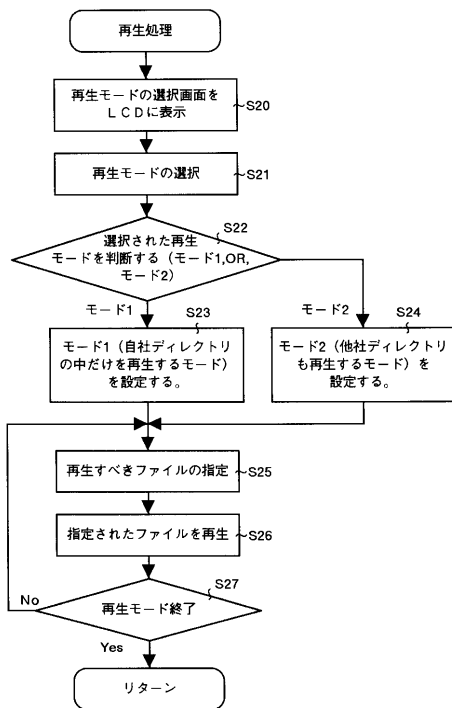 再生処理
再生モードの選択画面を
LCDに表示
S20
再生モードの選択
S21
S22
選択された再生
モードを判断する(モード1,OR,
モード2)
モード1
モード2
S23
モード1(自社ディレクトリ
の中だけを再生するモード)
を設定する。
S24
モード2(他社ディレクトリ
も再生するモード)を
設定する。
再生すべきファイルの指定
S25
指定されたファイルを再生
S26
S27
No
再生モード終了
Yes
リターン